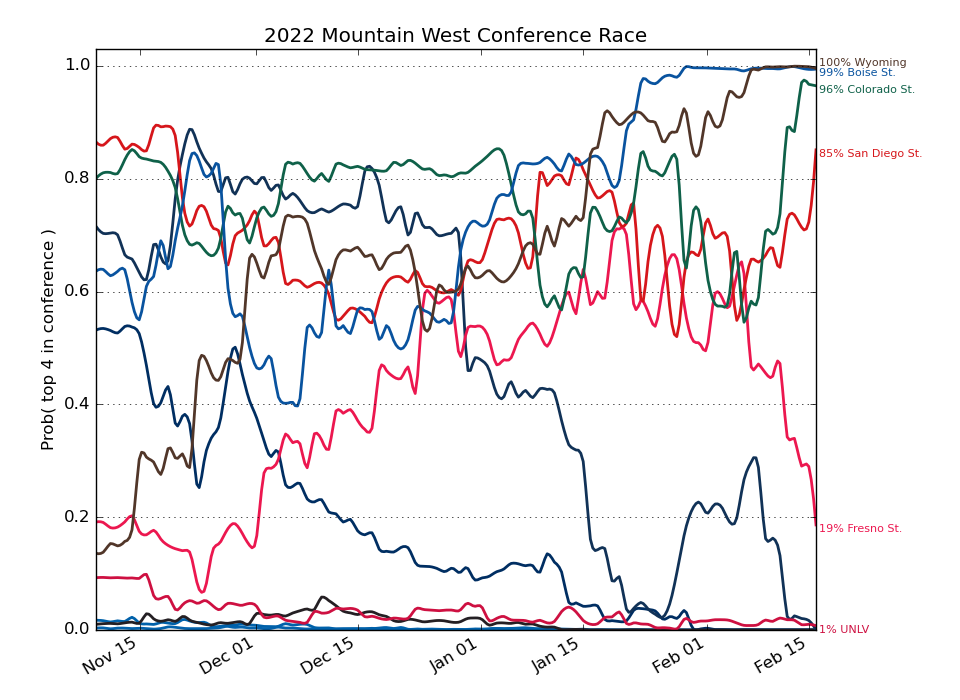 2022 Mountain West Conference Race
Prob( top 4 in conference )
1.0
0.8
0.6
0.4
0.2
0.0
Nov 15
Dec 01
Dec 15
Jan 01
Jan 15
Feb 01
Feb 15
100% Wyoming
99% Boise St.
96% Colorado St.
85% San Diego St.
19% Fresno St.
1% UNLV